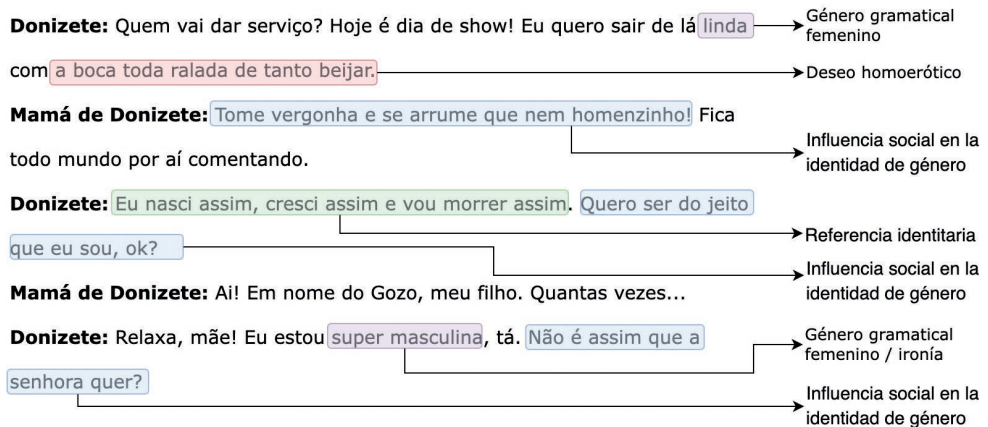 Donizete: Quem vai dar serviço? Hoje é dia de show! Eu quero sair de lá linda
Género gramatical
femenino
com a boca toda ralada de tanto beijar.
Deseo homoerótico
Mamá de Donizete: Tome vergonha e se arrume que nem homenzinho! Fica
Influencia social en la
identidad de género
todo mundo por aí comentando.
Donizete: Eu nasci assim, cresci assim e vou morrer assim. Quero ser do jeito
Referencia identitaria
que eu sou, ok?
Influencia social en la
identidad de género
Mamá de Donizete: Ai! Em nome do Gozo, meu filho. Quantas vezes...
Donizete: Relaxa, mãe! Eu estou super masculina, tá. Não é assim que a
Género gramatical
femenino / ironía
senhora quer?
Influencia social en la
identidad de género